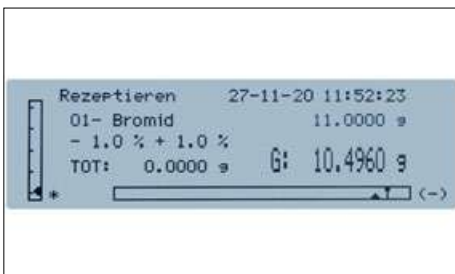 Rezeptieren 27-11-20 11:52:23
01- Bromid 11.0000 g
- 1.0 % + 1.0 %
TOT: 0.0000 g G: 10.4960 g
* (-)